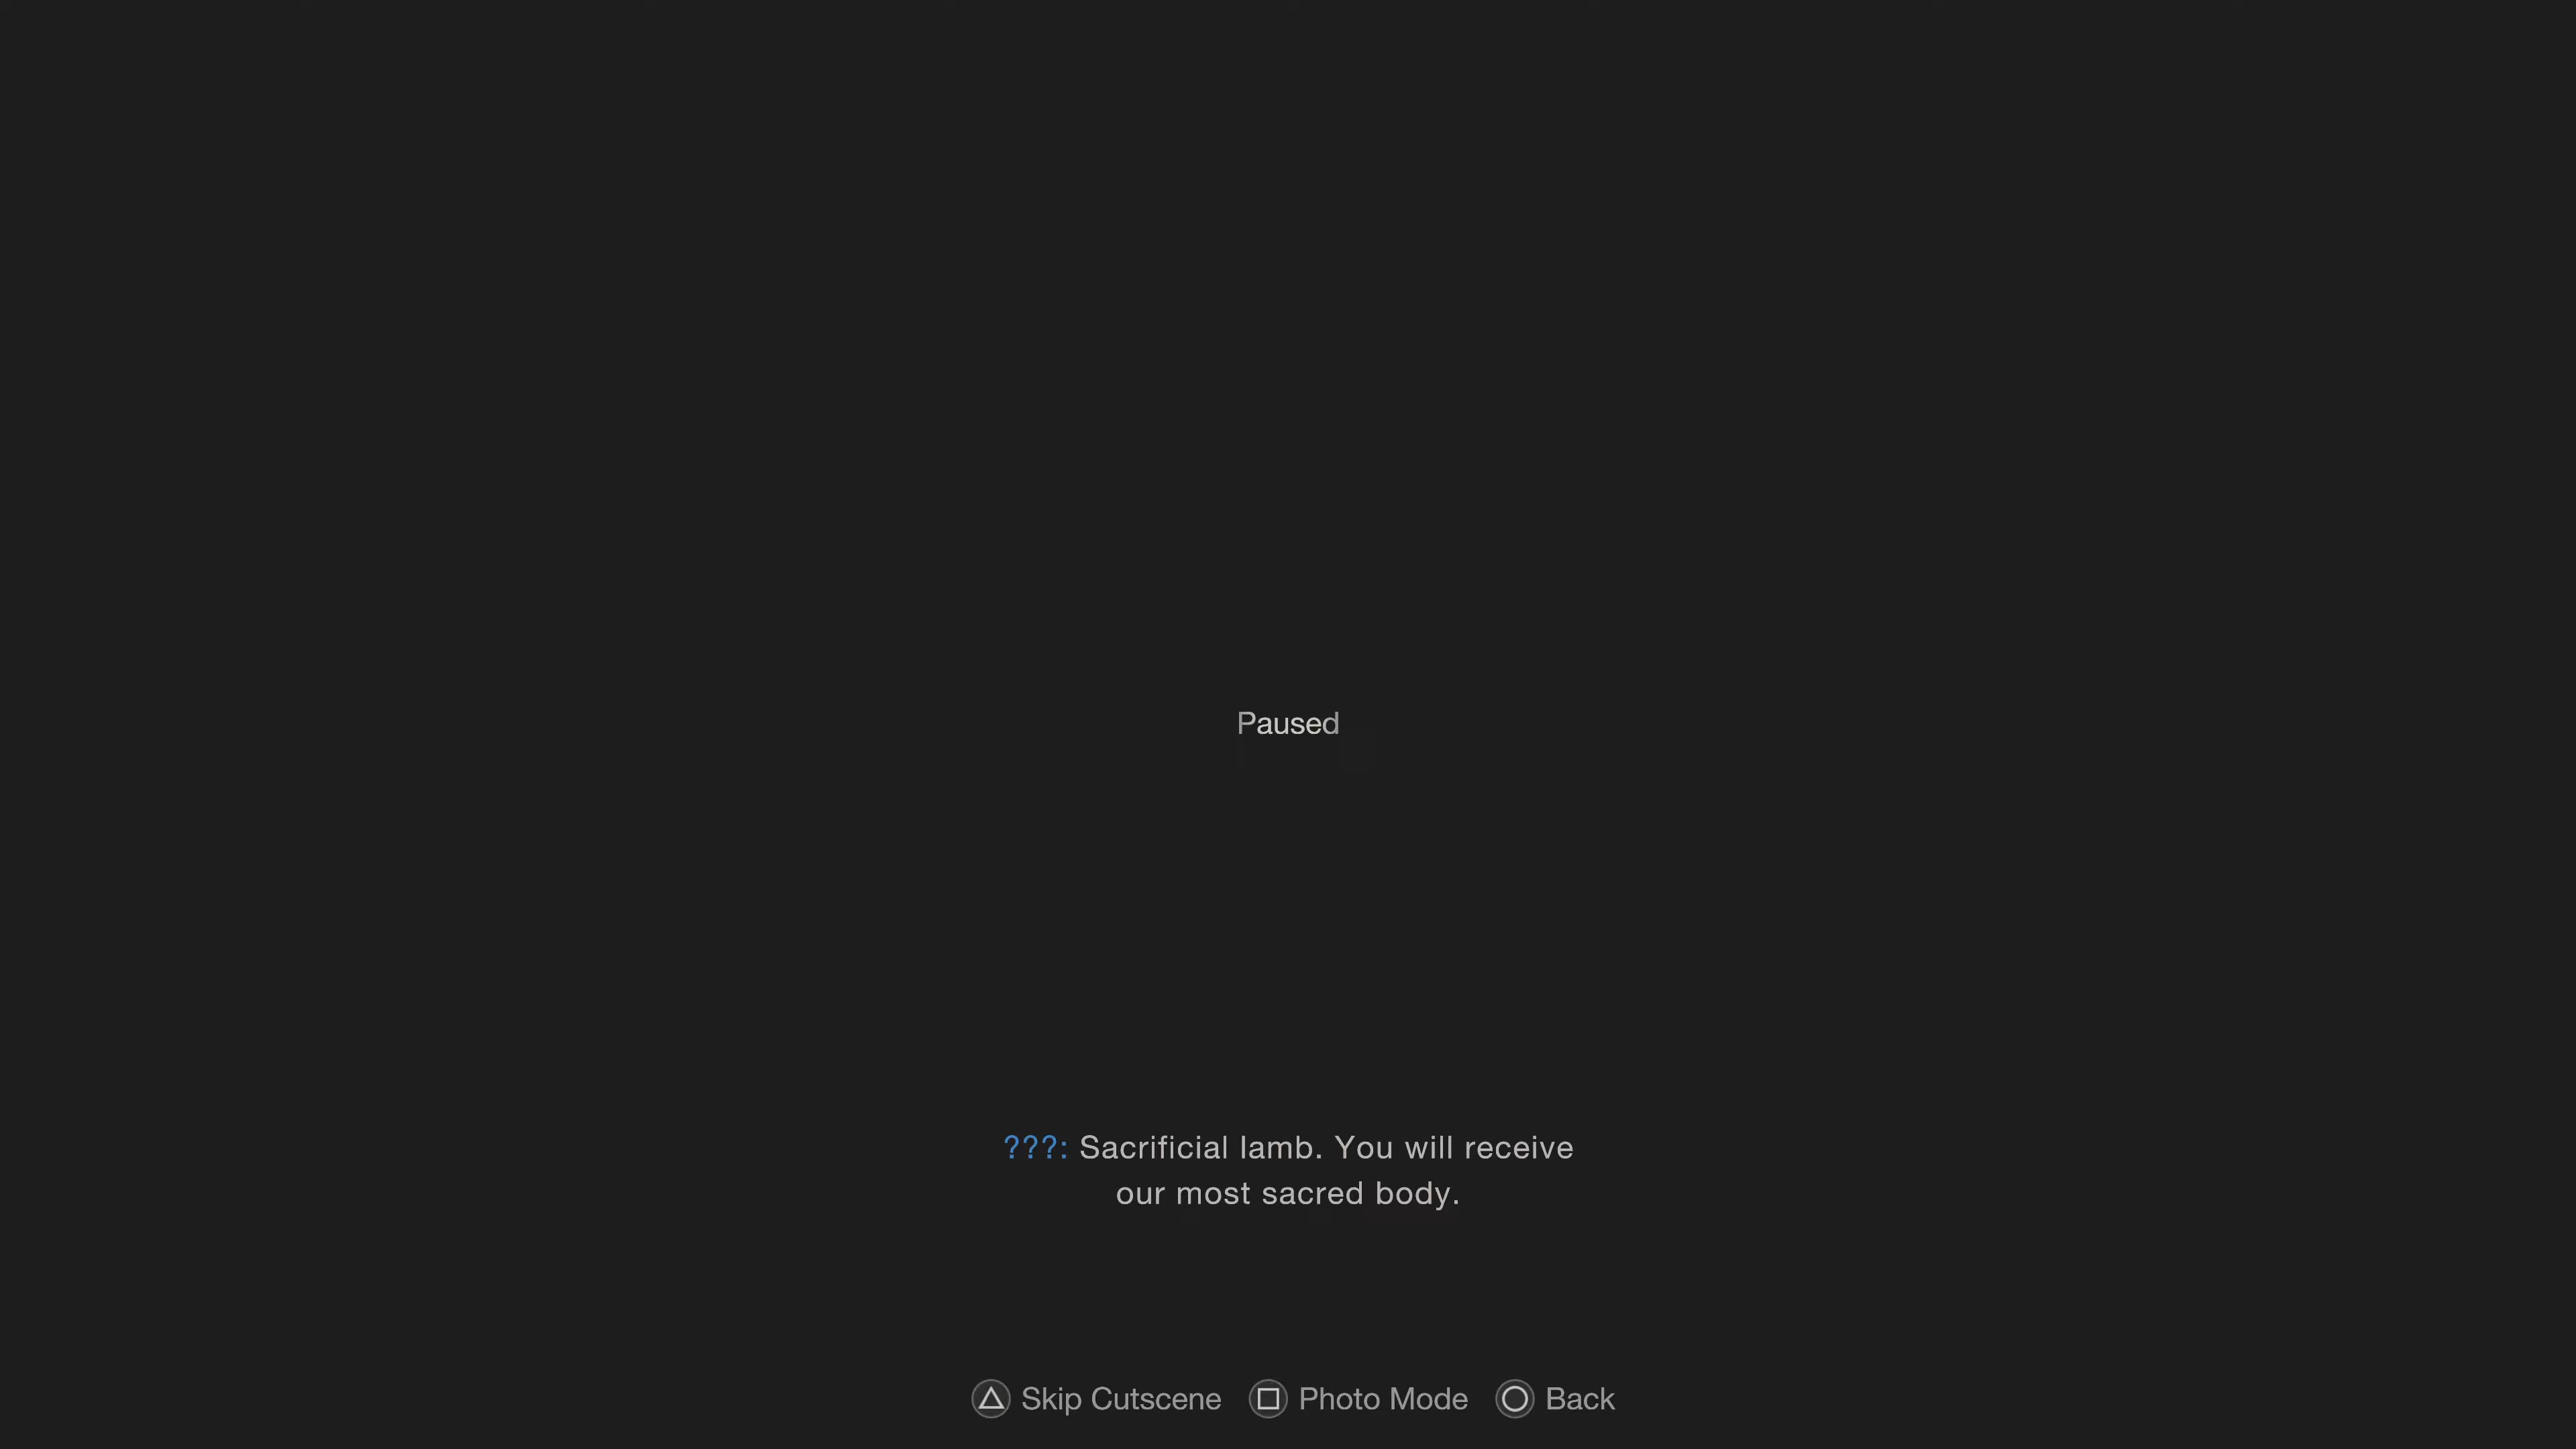 Paused
???: Sacrificial lamb. You will receive
our most sacred body.
Skip Cutscene Photo Mode Back